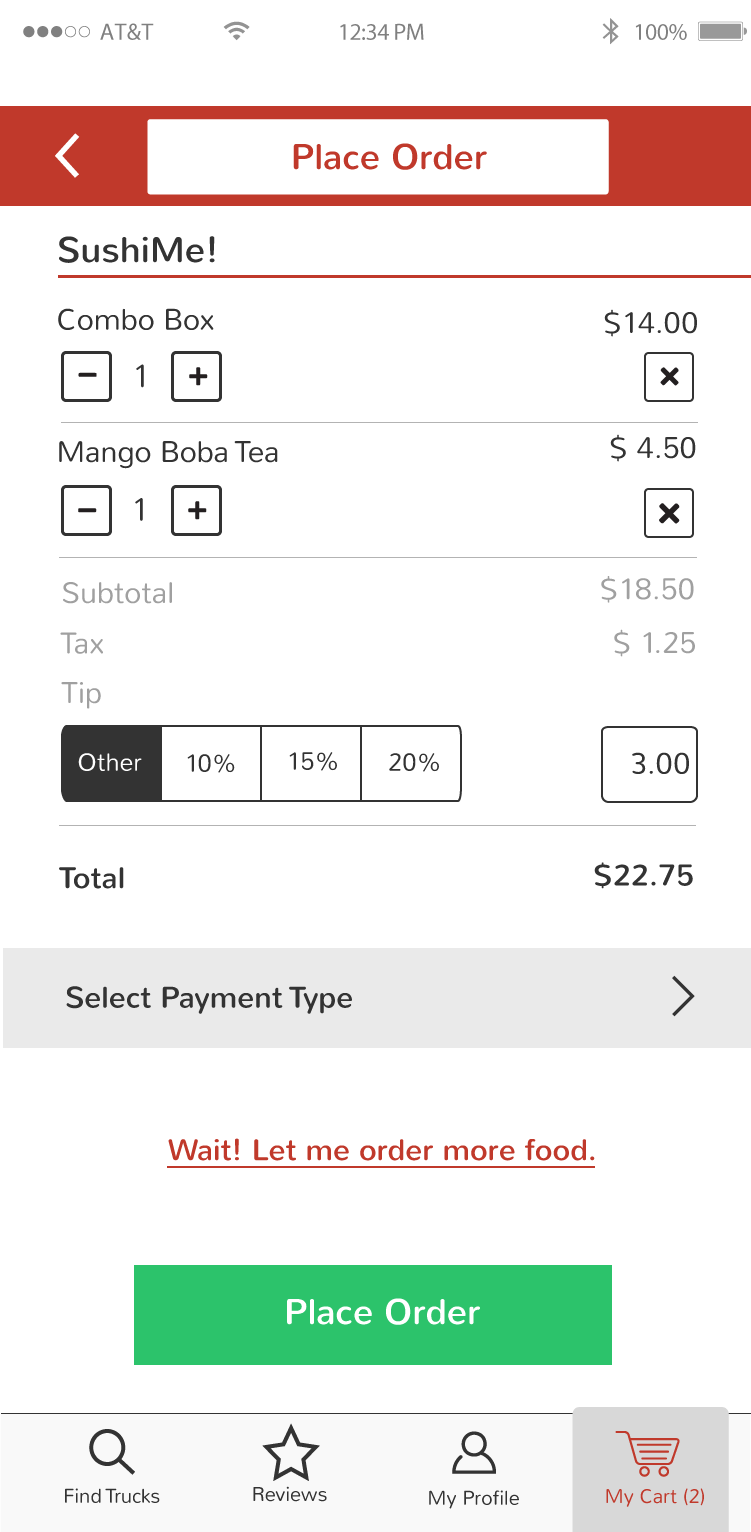 AT&T 12:34 PM 100%
Place Order
SushiMe!
Combo Box $14.00
1
Mango Boba Tea $ 4.50
1
Subtotal $18.50
Tax $ 1.25
Tip
Other 10% 15% 20% 3.00
Total $22.75
Select Payment Type
Wait! Let me order more food.
Place Order
Find Trucks Reviews My Profile My Cart (2)